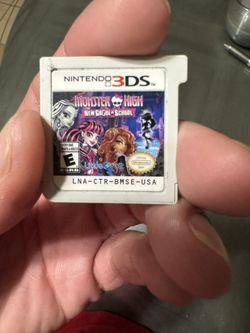 NINTENDO 3DS
MONSTER HIGH
NEW GHOUL IN SCHOOL
E
LNA-CTR-BMSE-USA